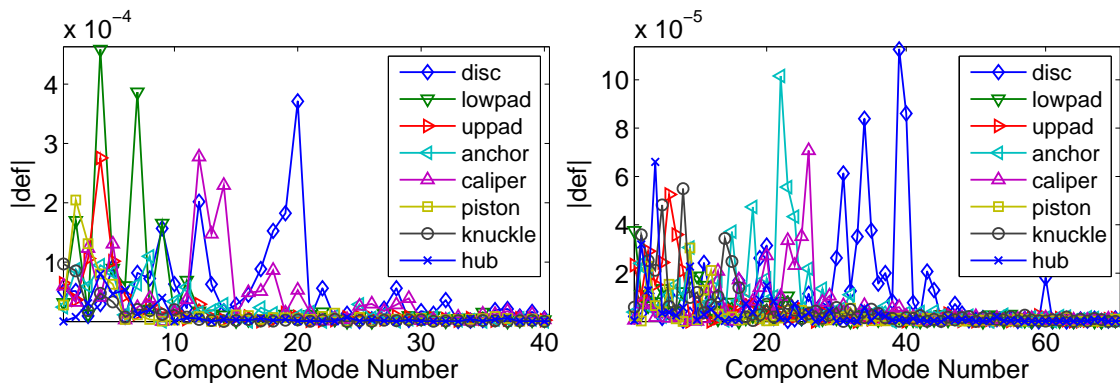 x 10⁻⁴
|def|
4
3
2
1
10
20
30
40
Component Mode Number
disc
lowpad
uppad
anchor
caliper
piston
knuckle
hub
x 10⁻⁵
|def|
10
8
6
4
2
20
40
60
Component Mode Number
disc
lowpad
uppad
anchor
caliper
piston
knuckle
hub